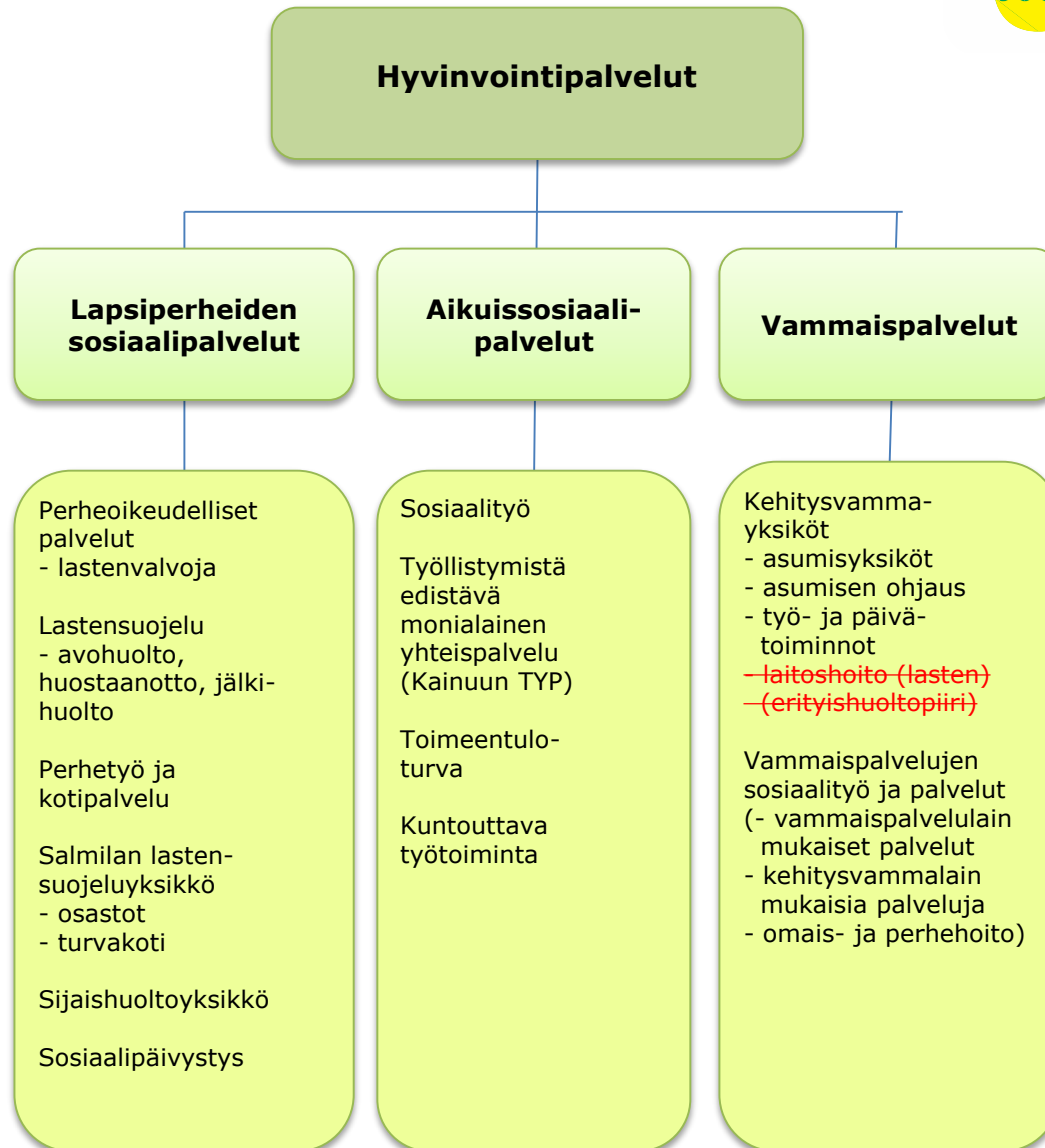 Hyvinvointipalvelut
Lapsiperheiden
sosiaalipalvelut
Aikuissosiaali-
palvelut
Vammaispalvelut
Perheoikeudelliset
palvelut
- lastenvalvoja
Lastensuojelu
- avohuolto,
huostaanotto, jälki-
huolto
Perhetyö ja
kotipalvelu
Salmilan lasten-
suojeluyksikkö
- osastot
- turvakoti
Sijaishuoltoyksikkö
Sosiaalipäivystys
Sosiaalityö
Työllistymistä
edistävä
monialainen
yhteispalvelu
(Kainuun TYP)
Toimeentulo-
turva
Kuntouttava
työtoiminta
Kehitysvamma-
yksiköt
- asumisyksiköt
- asumisen ohjaus
- työ- ja päivä-
toiminnot
- laitoshoito (lasten)
- (erityishuoltopiiri)
Vammaispalvelujen
sosiaalityö ja palvelut
(- vammaispalvelulain
mukaiset palvelut
- kehitysvammalain
mukaisia palveluja
- omais- ja perhehoito)